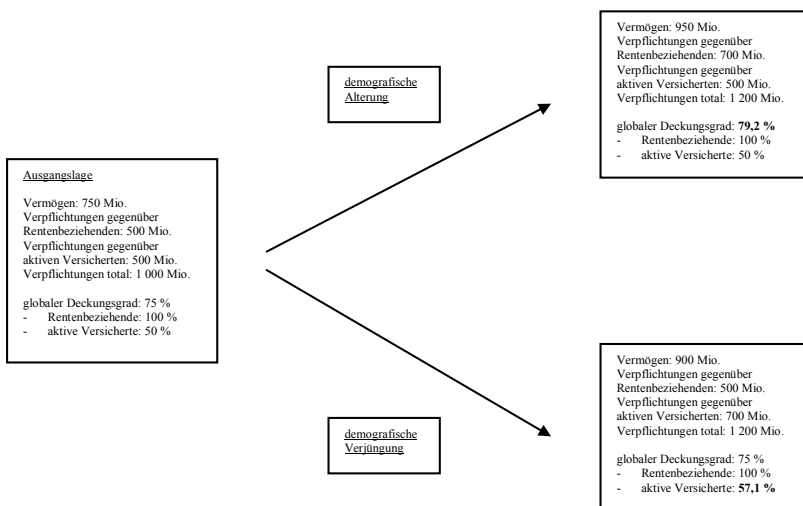 Ausgangslage
Vermögen: 750 Mio.
Verpflichtungen gegenüber
Rentenbeziehenden: 500 Mio.
Verpflichtungen gegenüber
aktiven Versicherten: 500 Mio.
Verpflichtungen total: 1 000 Mio.
globaler Deckungsgrad: 75 %
- Rentenbeziehende: 100 %
- aktive Versicherte: 50 %
demografische
Alterung
Vermögen: 950 Mio.
Verpflichtungen gegenüber
Rentenbeziehenden: 700 Mio.
Verpflichtungen gegenüber
aktiven Versicherten: 500 Mio.
Verpflichtungen total: 1 200 Mio.
globaler Deckungsgrad: 79,2 %
- Rentenbeziehende: 100 %
- aktive Versicherte: 50 %
demografische
Verjüngung
Vermögen: 900 Mio.
Verpflichtungen gegenüber
Rentenbeziehenden: 500 Mio.
Verpflichtungen gegenüber
aktiven Versicherten: 700 Mio.
Verpflichtungen total: 1 200 Mio.
globaler Deckungsgrad: 75 %
- Rentenbeziehende: 100 %
- aktive Versicherte: 57,1 %